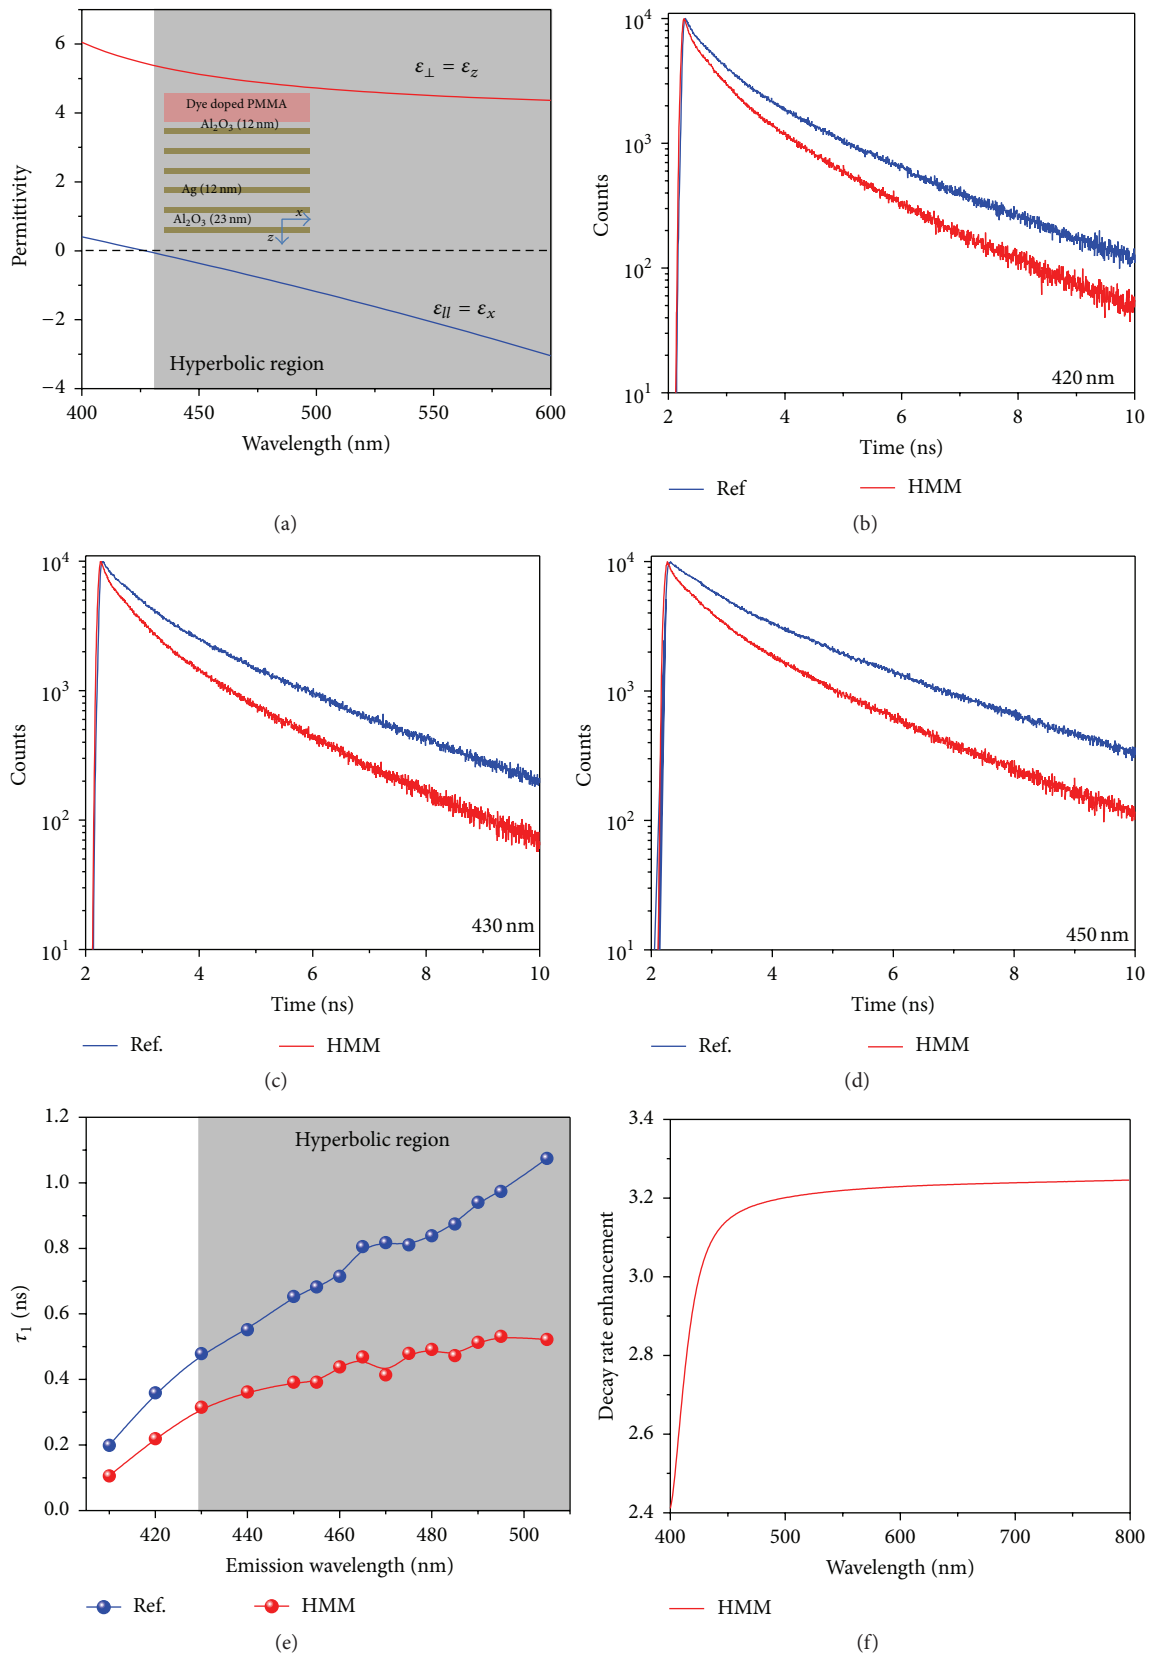 6
4
2
0
−2
−4
Permittivity
ε⊥ = εz
Dye doped PMMA
Al2O3 (12 nm)
Ag (12 nm)
Al2O3 (23 nm)
x
z
εll = εx
Hyperbolic region
400 450 500 550 600
Wavelength (nm)
(a)
10^4
10^3
10^2
10^1
Counts
420 nm
2 4 6 8 10
Time (ns)
Ref HMM
(b)
10^4
10^3
10^2
10^1
Counts
430 nm
2 4 6 8 10
Time (ns)
Ref. HMM
(c)
10^4
10^3
10^2
10^1
Counts
450 nm
2 4 6 8 10
Time (ns)
Ref. HMM
(d)
1.2
1.0
0.8
0.6
0.4
0.2
0.0
τ1 (ns)
Hyperbolic region
420 440 460 480 500
Emission wavelength (nm)
Ref. HMM
(e)
3.4
3.2
3.0
2.8
2.6
2.4
Decay rate enhancement
400 500 600 700 800
Wavelength (nm)
HMM
(f)